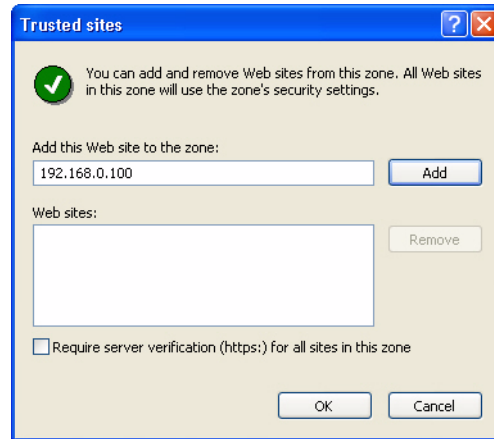 Trusted sites
You can add and remove Web sites from this zone. All Web sites
in this zone will use the zone's security settings.
Add this Web site to the zone:
192.168.0.100
Add
Web sites:
Remove
Require server verification (https:) for all sites in this zone
OK
Cancel